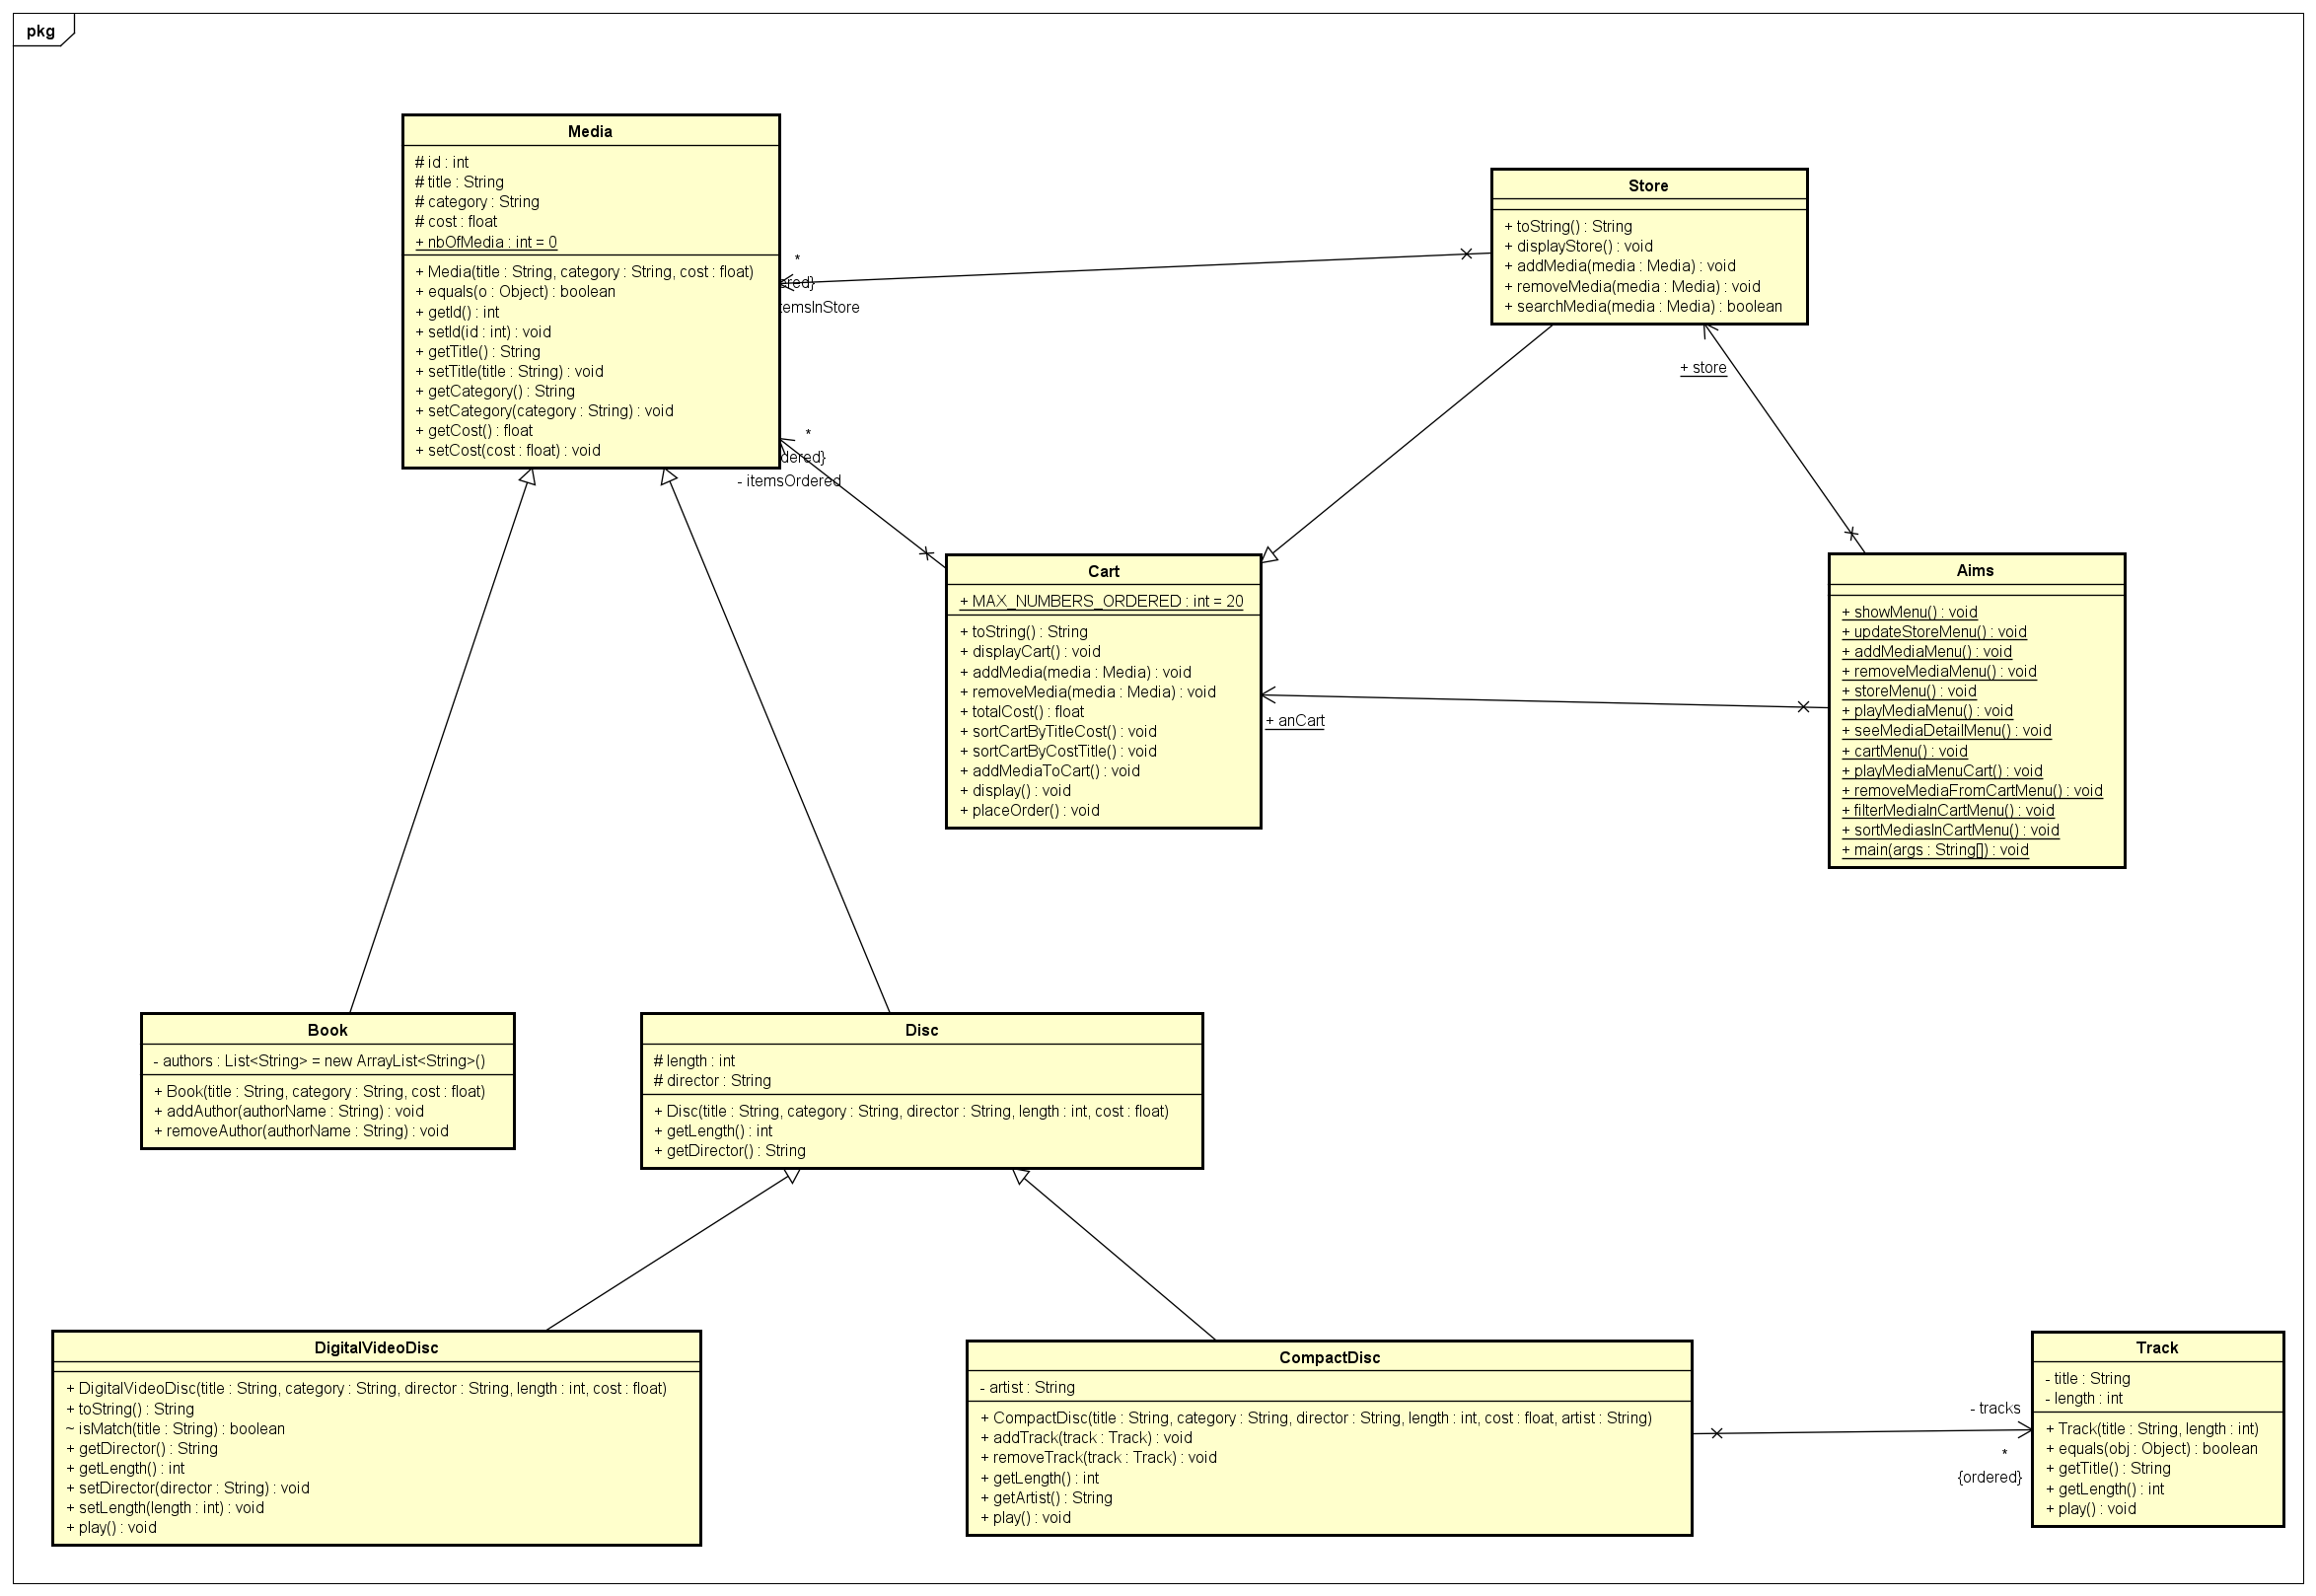 pkg
Media
# id : int
# title : String
# category : String
# cost : float
+ nbOfMedia : int = 0
+ Media(title : String, category : String, cost : float)
+ equals(o : Object) : boolean
+ getId() : int
+ setId(id : int) : void
+ getTitle() : String
+ setTitle(title : String) : void
+ getCategory() : String
+ setCategory(category : String) : void
+ getCost() : float
+ setCost(cost : float) : void
*
ered}
temsInStore
*
dered}
- itemsOrdered
Store
+ toString() : String
+ displayStore() : void
+ addMedia(media : Media) : void
+ removeMedia(media : Media) : void
+ searchMedia(media : Media) : boolean
+ store
Cart
+ MAX_NUMBERS_ORDERED : int = 20
+ toString() : String
+ displayCart() : void
+ addMedia(media : Media) : void
+ removeMedia(media : Media) : void
+ totalCost() : float
+ sortCartByTitleCost() : void
+ sortCartByCostTitle() : void
+ addMediaToCart() : void
+ display() : void
+ placeOrder() : void
+ anCart
Aims
+ showMenu() : void
+ updateStoreMenu() : void
+ addMediaMenu() : void
+ removeMediaMenu() : void
+ storeMenu() : void
+ playMediaMenu() : void
+ seeMediaDetailMenu() : void
+ cartMenu() : void
+ playMediaMenuCart() : void
+ removeMediaFromCartMenu() : void
+ filterMediaInCartMenu() : void
+ sortMediasInCartMenu() : void
+ main(args : String[]) : void
Book
- authors : List<String> = new ArrayList<String>()
+ Book(title : String, category : String, cost : float)
+ addAuthor(authorName : String) : void
+ removeAuthor(authorName : String) : void
Disc
# length : int
# director : String
+ Disc(title : String, category : String, director : String, length : int, cost : float)
+ getLength() : int
+ getDirector() : String
DigitalVideoDisc
+ DigitalVideoDisc(title : String, category : String, director : String, length : int, cost : float)
+ toString() : String
~ isMatch(title : String) : boolean
+ getDirector() : String
+ getLength() : int
+ setDirector(director : String) : void
+ setLength(length : int) : void
+ play() : void
CompactDisc
- artist : String
+ CompactDisc(title : String, category : String, director : String, length : int, cost : float, artist : String)
+ addTrack(track : Track) : void
+ removeTrack(track : Track) : void
+ getLength() : int
+ getArtist() : String
+ play() : void
- tracks
*
{ordered}
Track
- title : String
- length : int
+ Track(title : String, length : int)
+ equals(obj : Object) : boolean
+ getTitle() : String
+ getLength() : int
+ play() : void